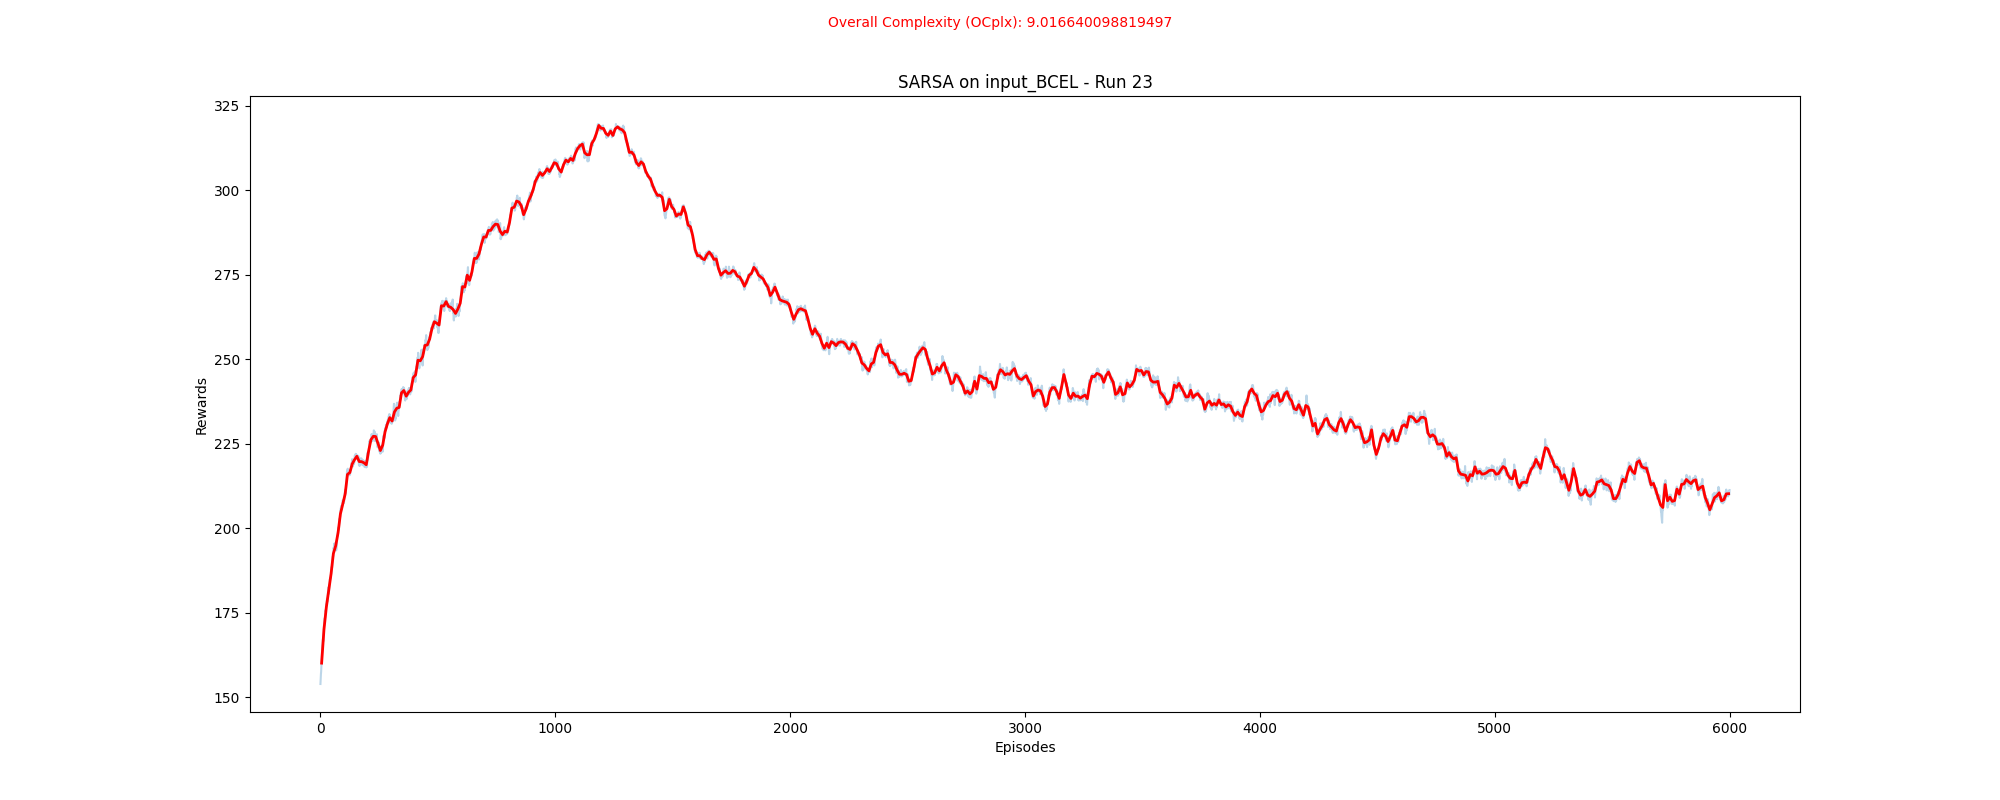 Overall Complexity (OCplx): 9.016640098819497
SARSA on input_BCEL - Run 23
325
300
275
250
225
200
175
150
Rewards
0 1000 2000 3000 4000 5000 6000
Episodes